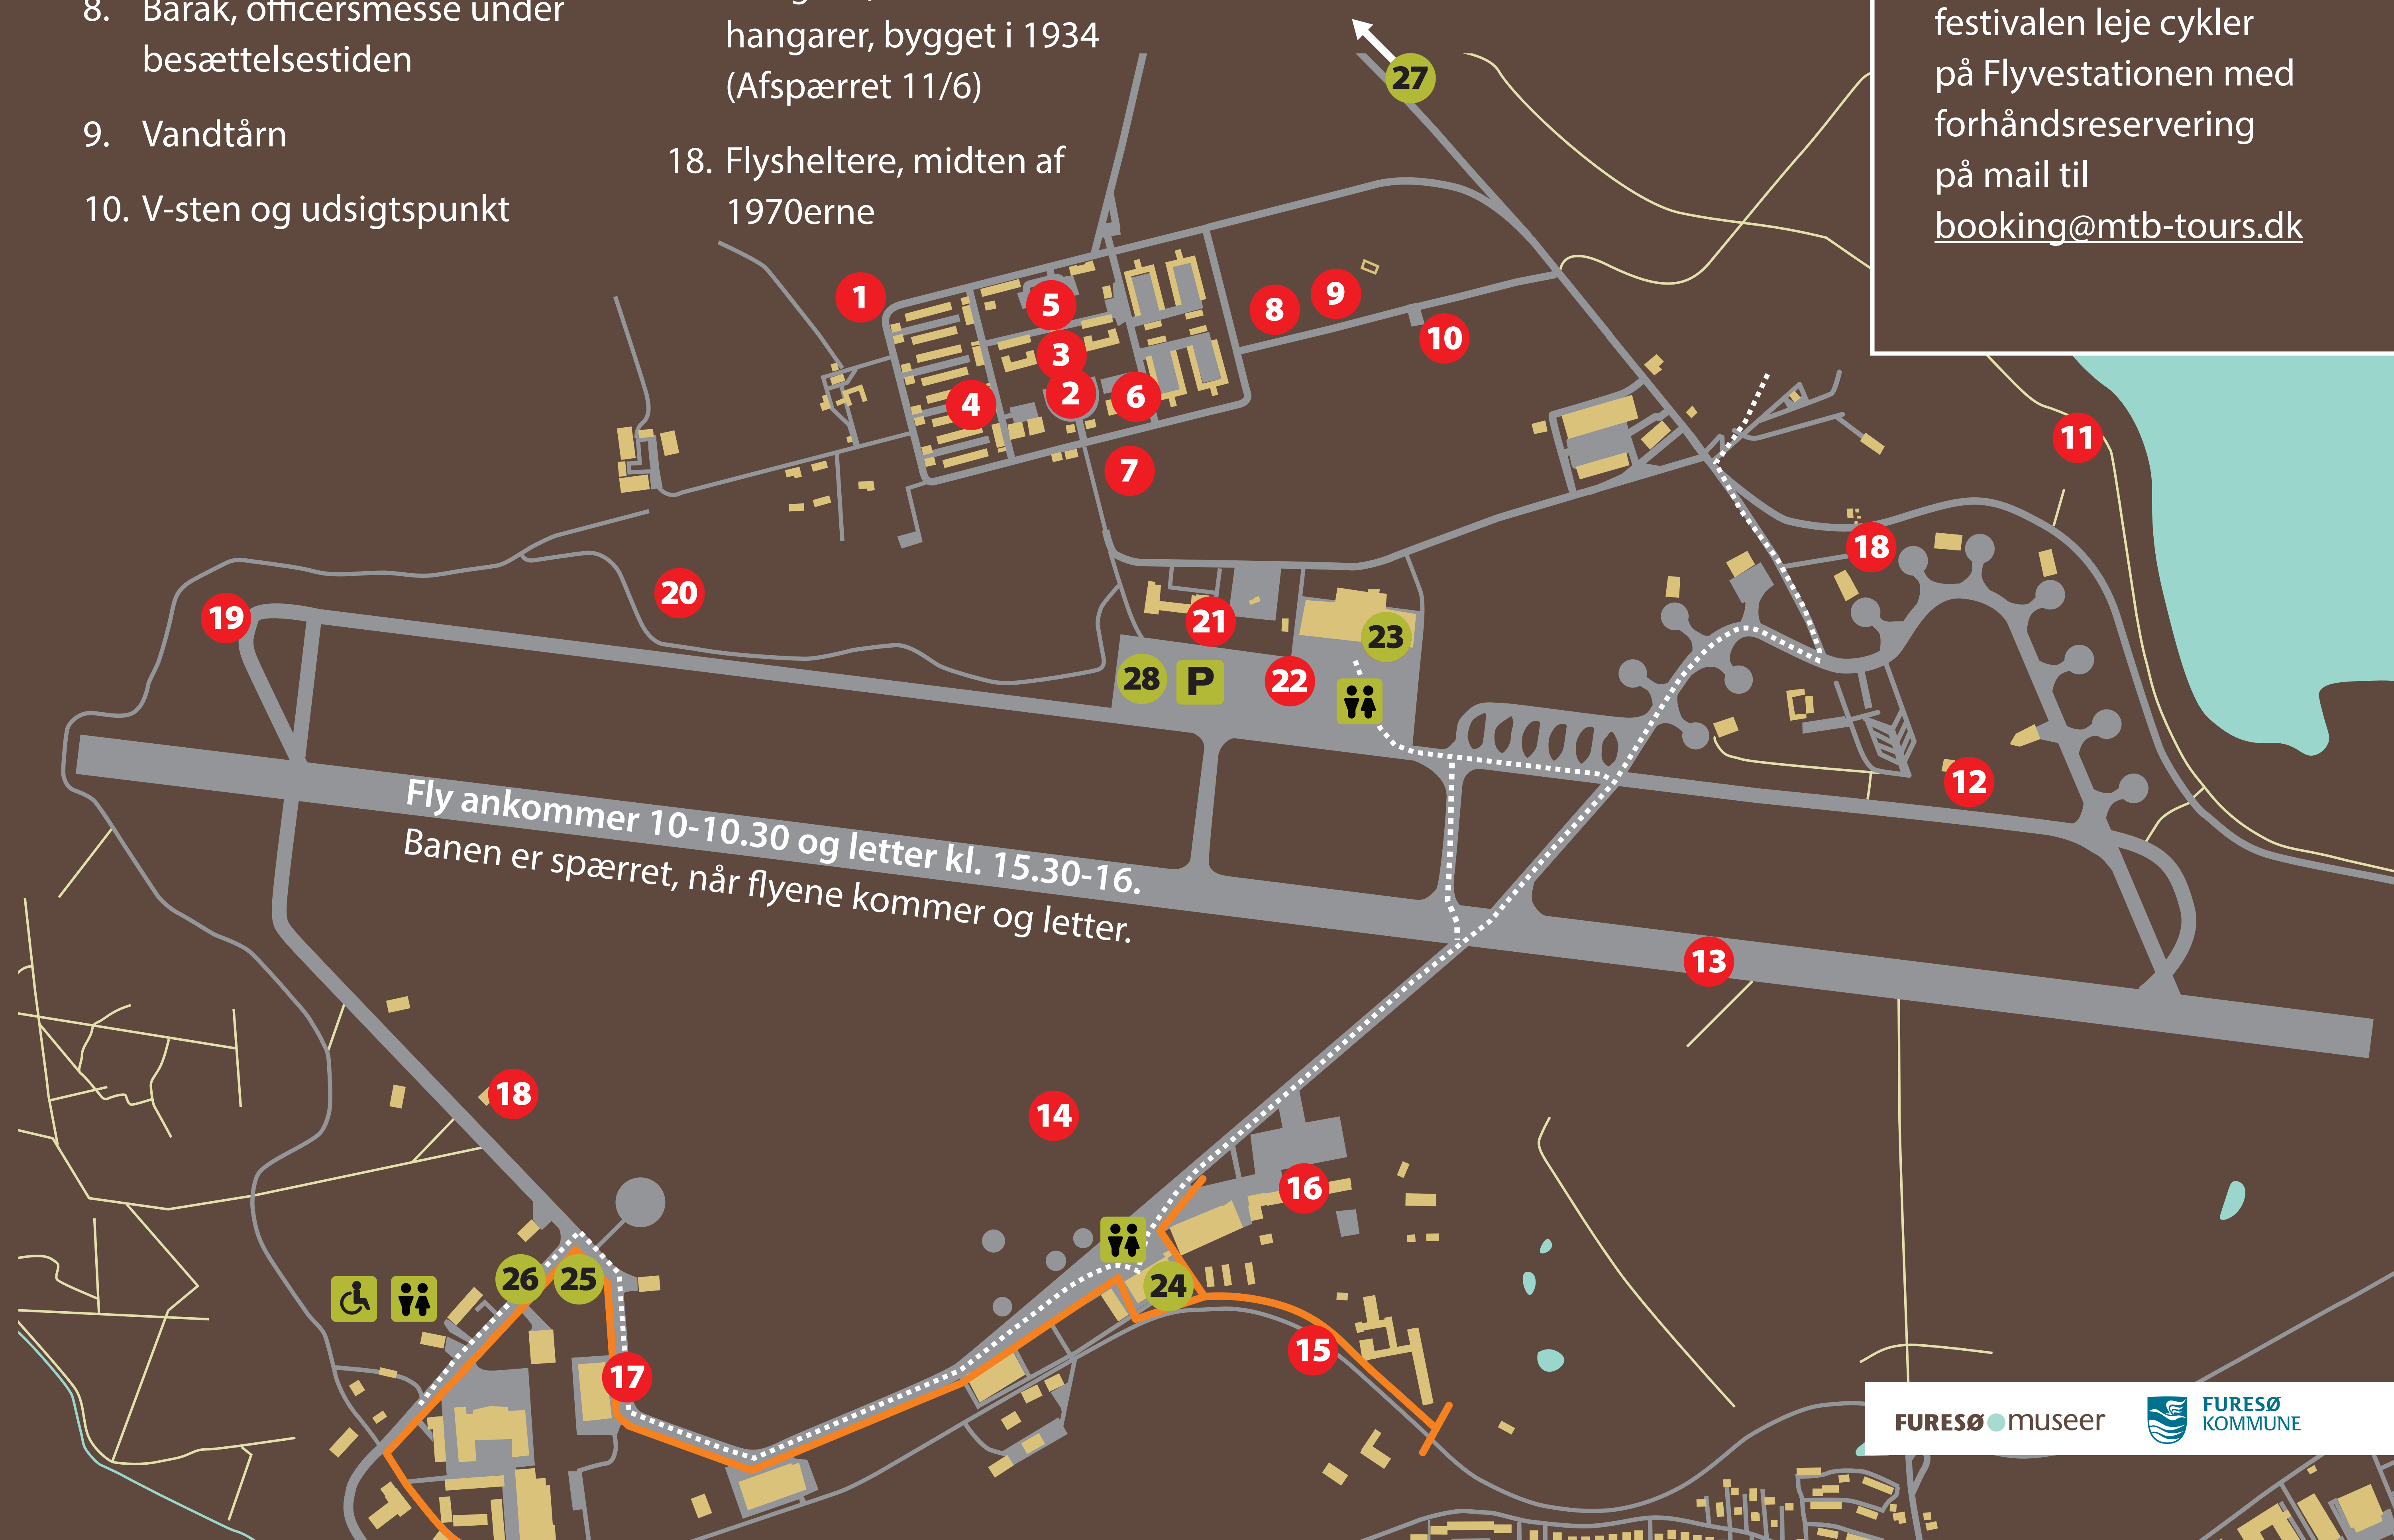 8. Barak, officersmesse under
besættelsestiden
9. Vandtårn
10. V-sten og udsigtspunkt
hangarer, bygget i 1934
(Afspærret 11/6)
18. Flysheltere, midten af
1970erne
festivalen leje cykler
på Flyvestationen med
forhåndsreservering
på mail til
booking@mtb-tours.dk
27
1
5
8
9
10
3
2
6
4
7
11
18
20
19
21
23
28
P
22
12
Fly ankommer 10-10.30 og letter kl. 15.30-16.
Banen er spærret, når flyene kommer og letter.
13
18
14
16
26
25
24
15
17
FURESØ museer
FURESØ
KOMMUNE